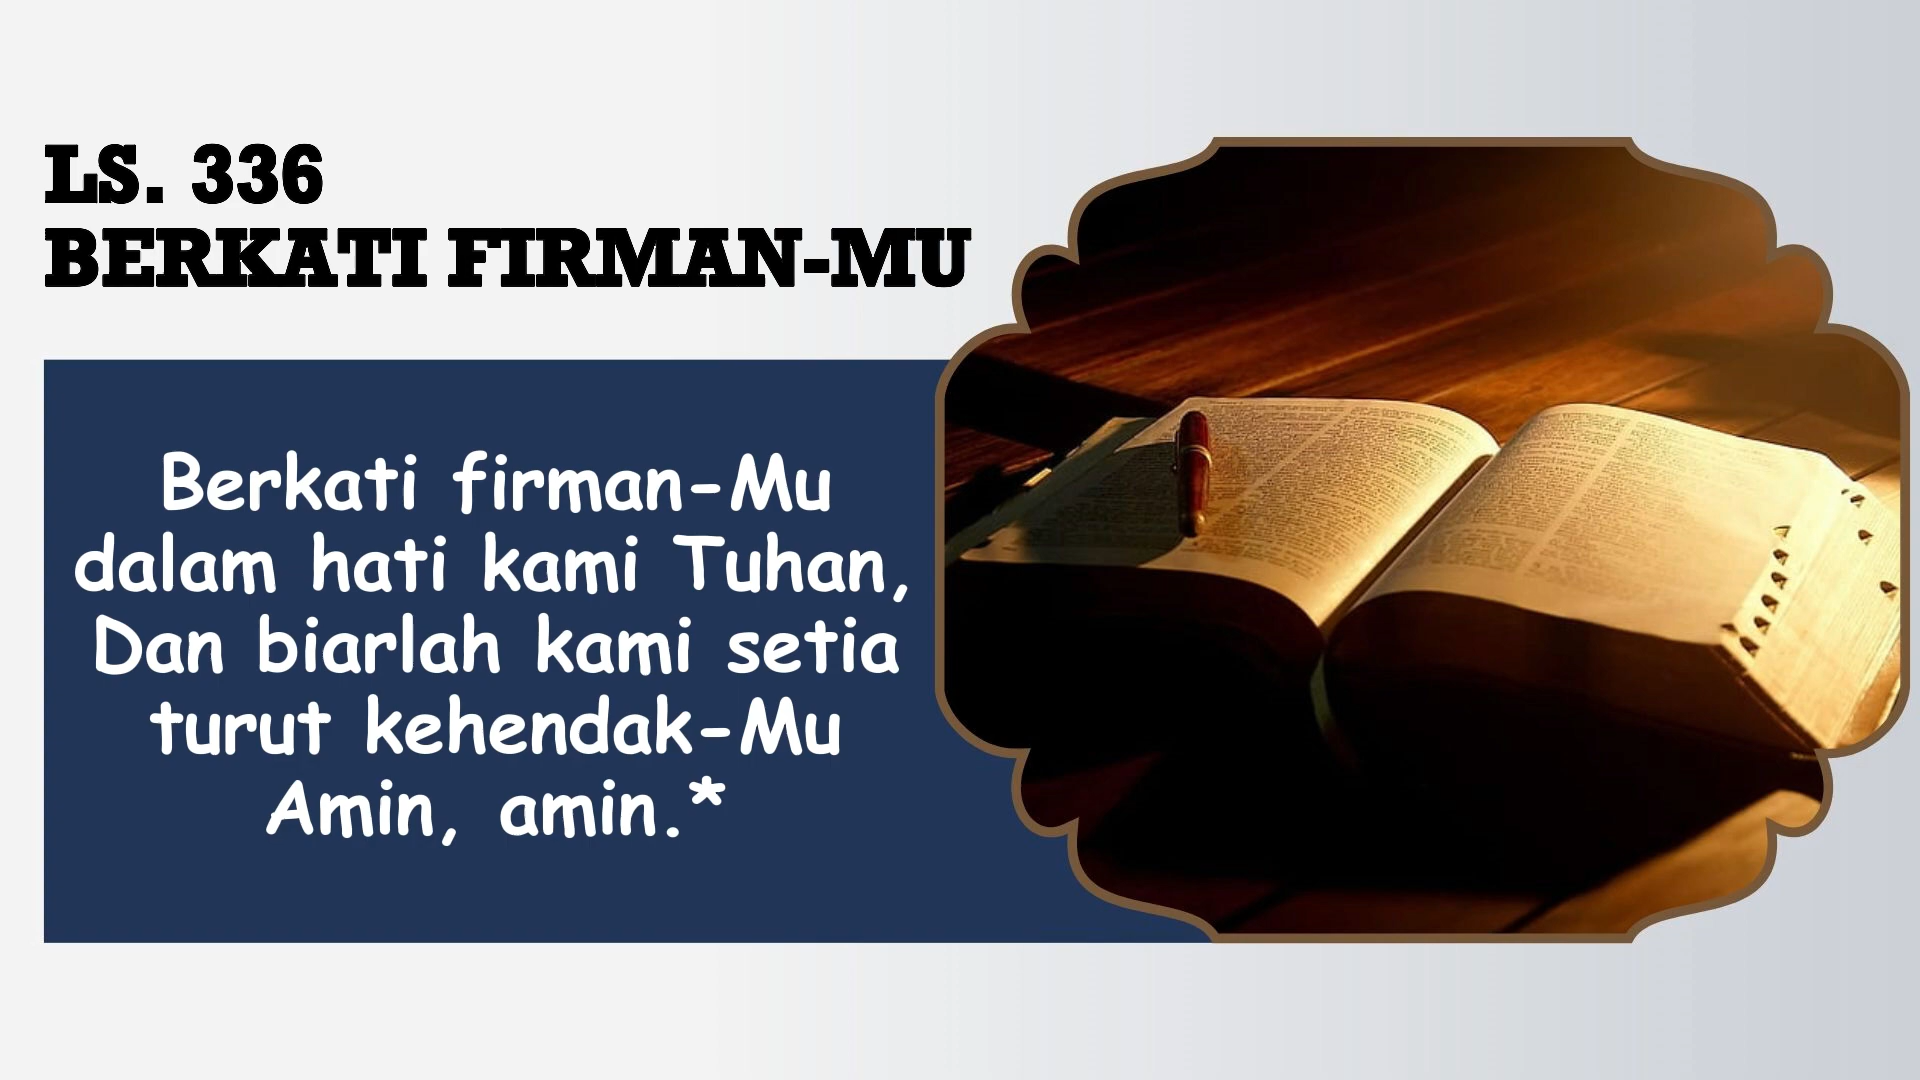 LS. 336
BERKATI FIRMAN-MU
Berkati firman-Mu
dalam hati kami Tuhan,
Dan biarlah kami setia
turut kehendak-Mu
Amin, amin.*